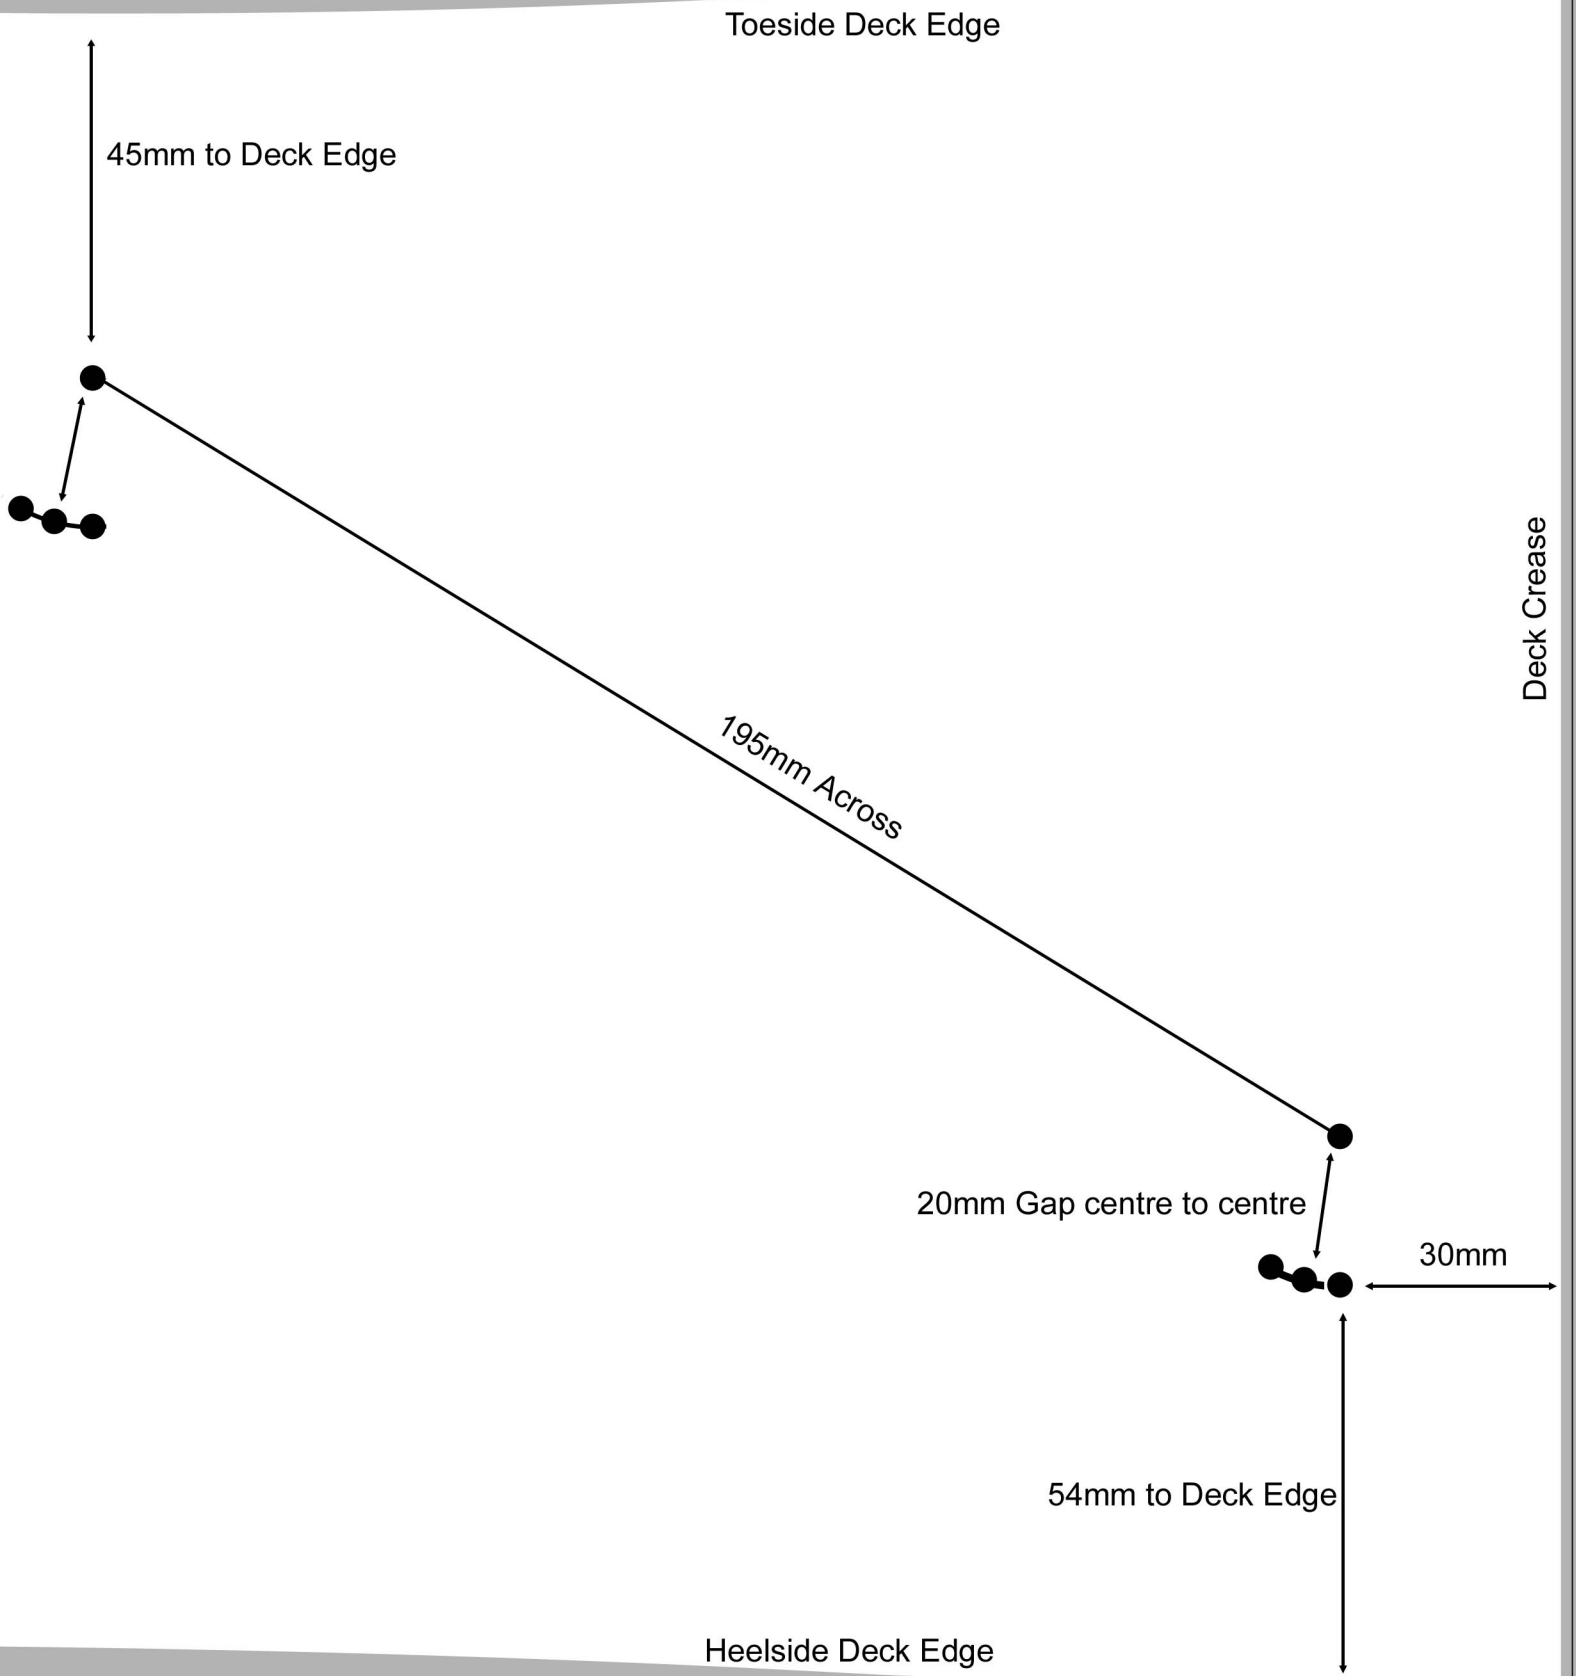 Toeside Deck Edge
45mm to Deck Edge
Deck Crease
195mm Across
20mm Gap centre to centre
30mm
54mm to Deck Edge
Heelside Deck Edge